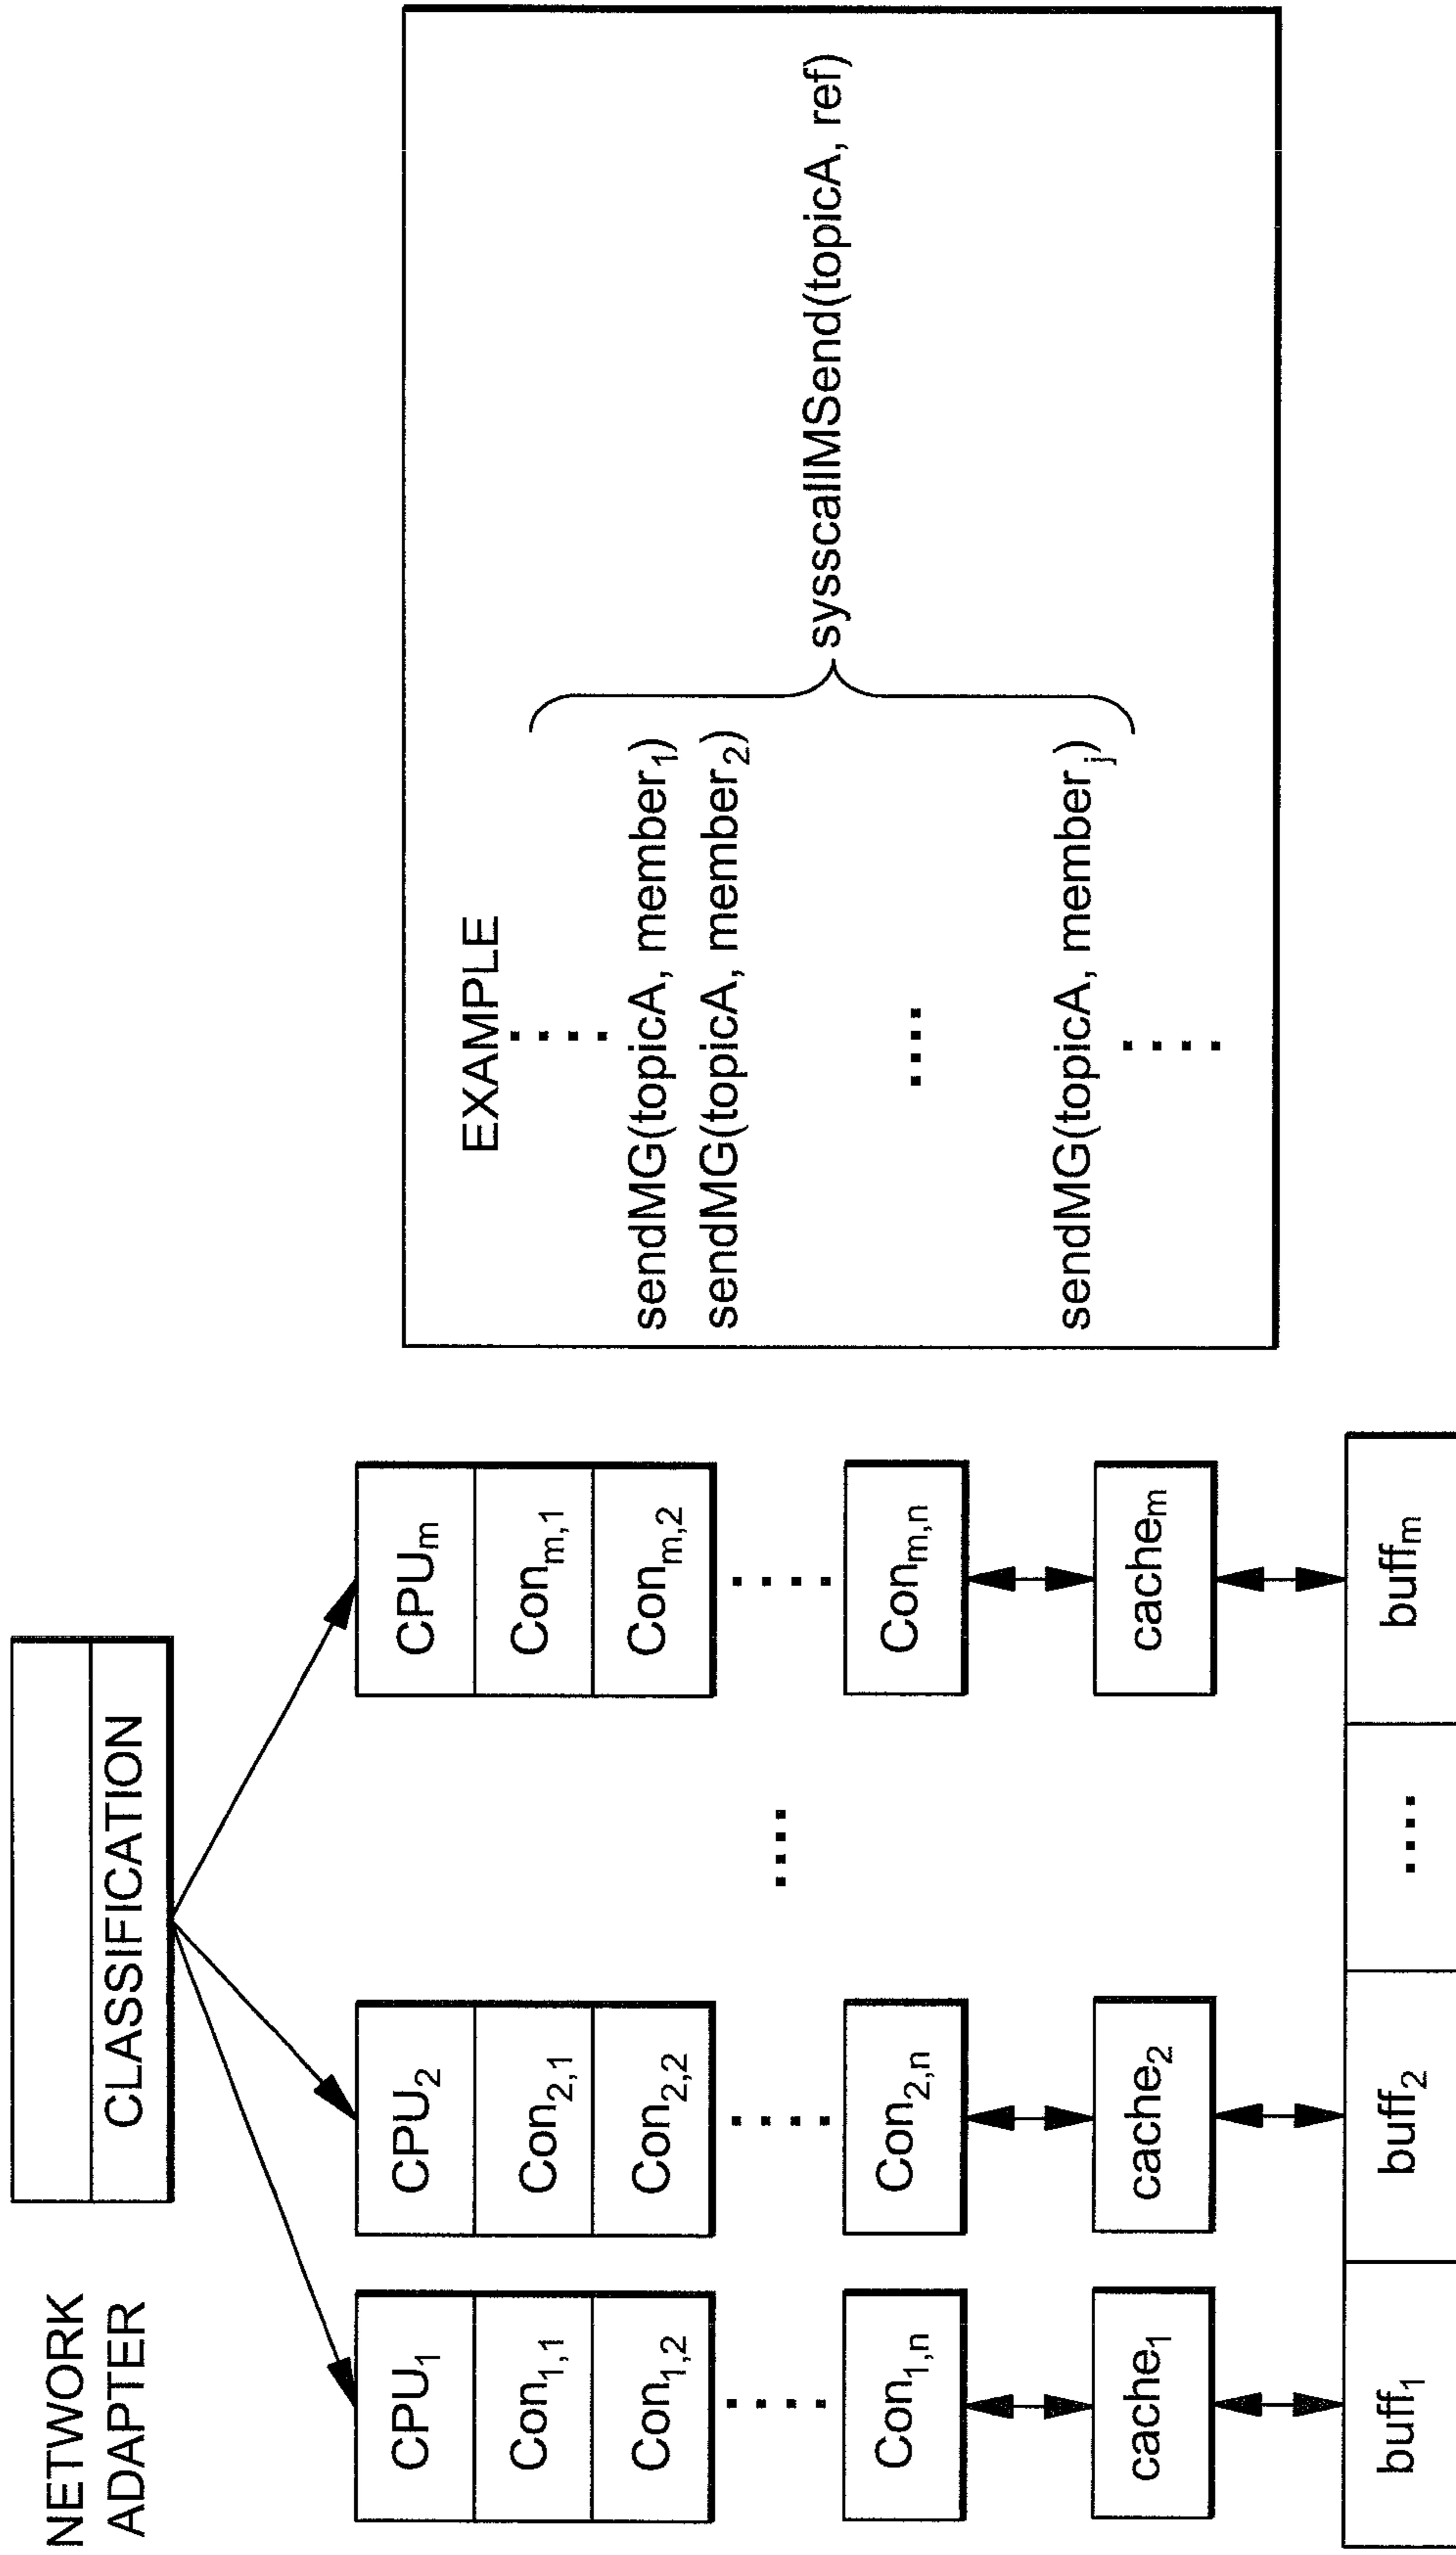 NETWORK
ADAPTER
CLASSIFICATION
CPU₁
Con₁,₁
Con₁,₂
....
Con₁,ₙ
cache₁
buff₁
CPU₂
Con₂,₁
Con₂,₂
....
Con₂,ₙ
cache₂
buff₂
....
....
CPUₘ
Conₘ,₁
Conₘ,₂
....
Conₘ,ₙ
cacheₘ
buffₘ
EXAMPLE
....
sendMG(topicA, member₁)
sendMG(topicA, member₂)
....
sendMG(topicA, memberⱼ)
....
sysscallMSend(topicA, ref)